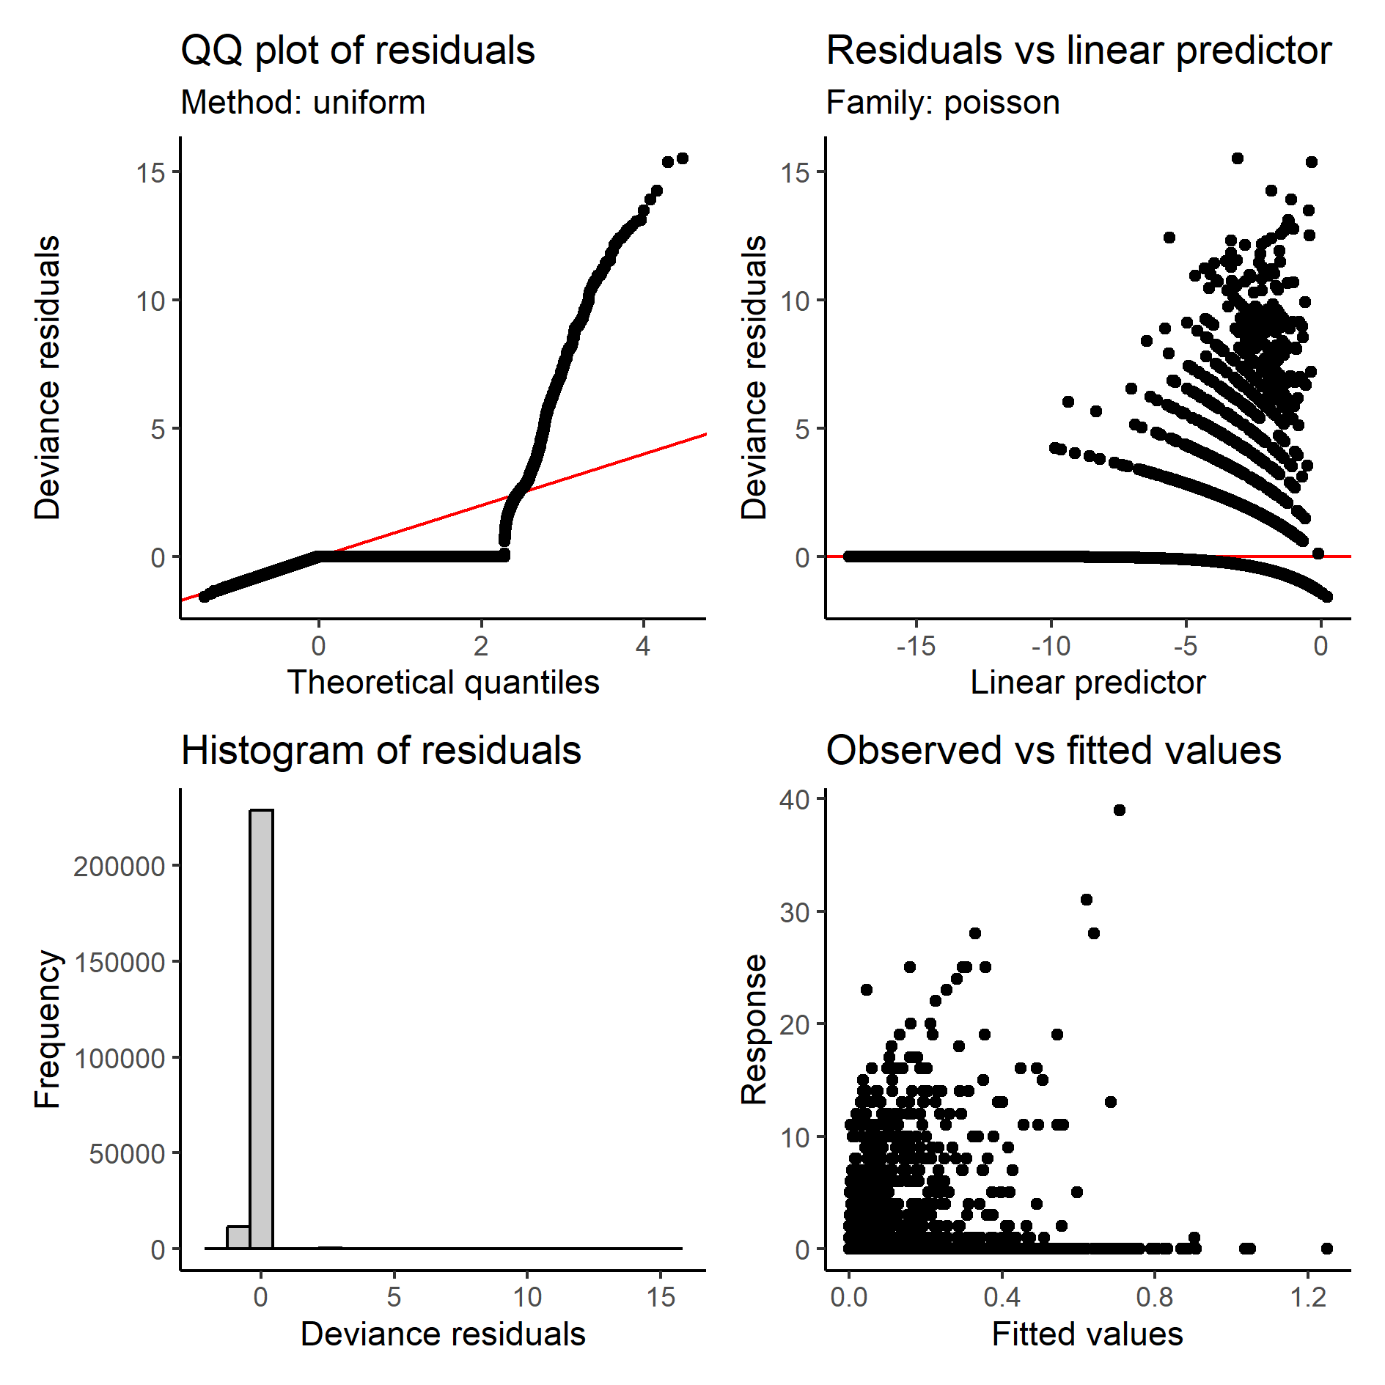 QQ plot of residuals
Method: uniform
15
10
5
0
Deviance residuals
0 2 4
Theoretical quantiles
Residuals vs linear predictor
Family: poisson
15
10
5
0
Deviance residuals
-15 -10 -5 0
Linear predictor
Histogram of residuals
200000
150000
100000
50000
0
Frequency
0 5 10 15
Deviance residuals
Observed vs fitted values
40
30
20
10
0
Response
0.0 0.4 0.8 1.2
Fitted values